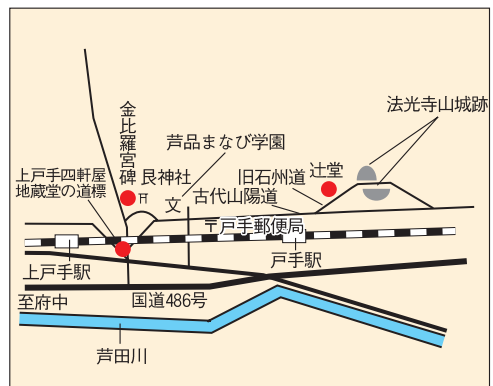 法光寺山城跡
金比羅宮碑
芦品まなび学園
辻堂
旧石州道
上戸手四軒屋
地蔵堂の道標
艮神社
文
古代山陽道
〒戸手郵便局
上戸手駅
戸手駅
至府中
国道486号
芦田川